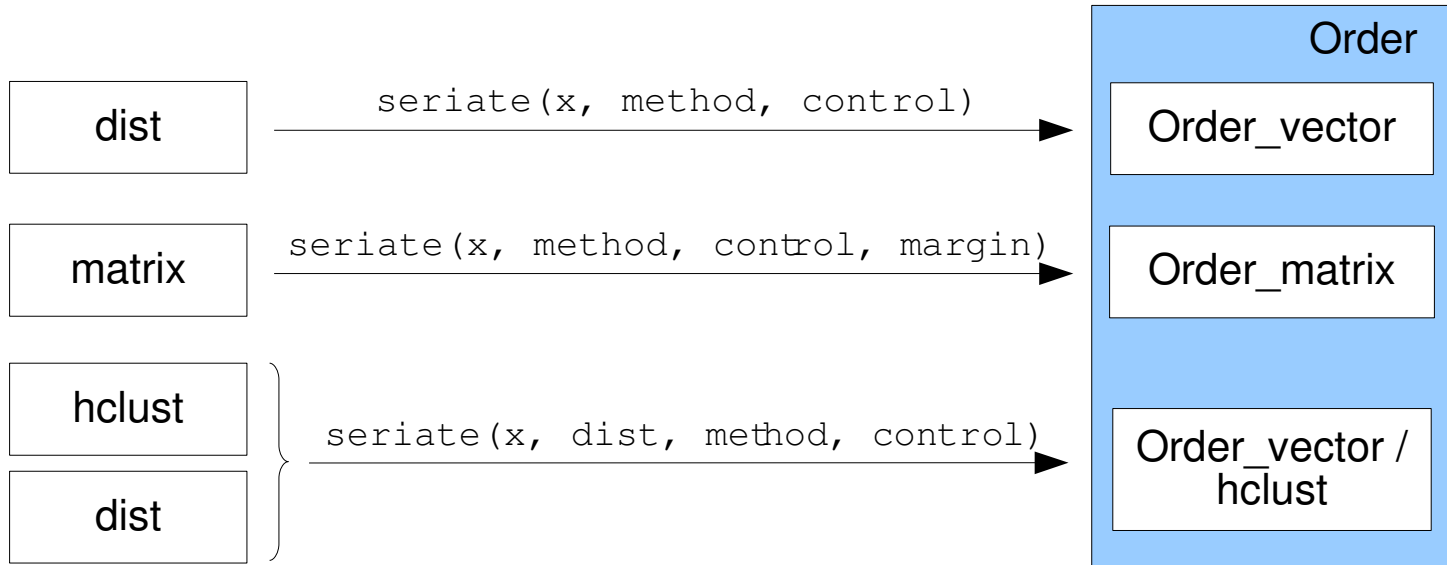 Order
dist
seriate(x, method, control)
Order_vector
matrix
seriate(x, method, control, margin)
Order_matrix
hclust
dist
seriate(x, dist, method, control)
Order_vector /
hclust